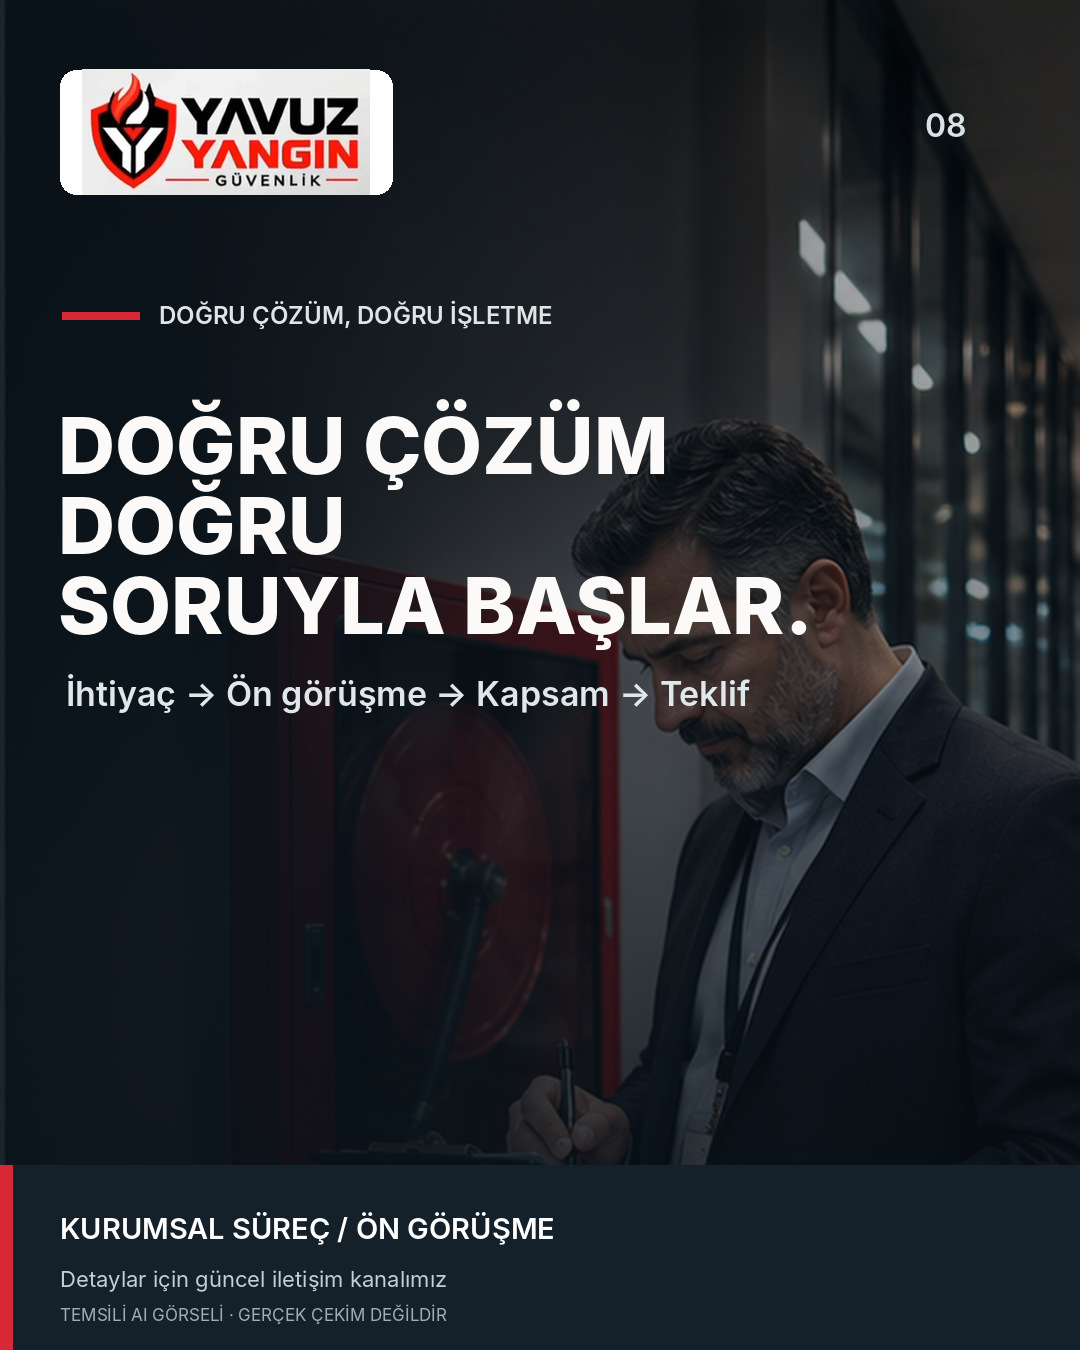 YAVUZ
YANGIN
GÜVENLİK
08
DOĞRU ÇÖZÜM, DOĞRU İŞLETME
DOĞRU ÇÖZÜM
DOĞRU
SORUYLA BAŞLAR.
İhtiyaç → Ön görüşme → Kapsam → Teklif
KURUMSAL SÜREÇ / ÖN GÖRÜŞME
Detaylar için güncel iletişim kanalımız
TEMSİLİ AI GÖRSELİ · GERÇEK ÇEKİM DEĞİLDİR